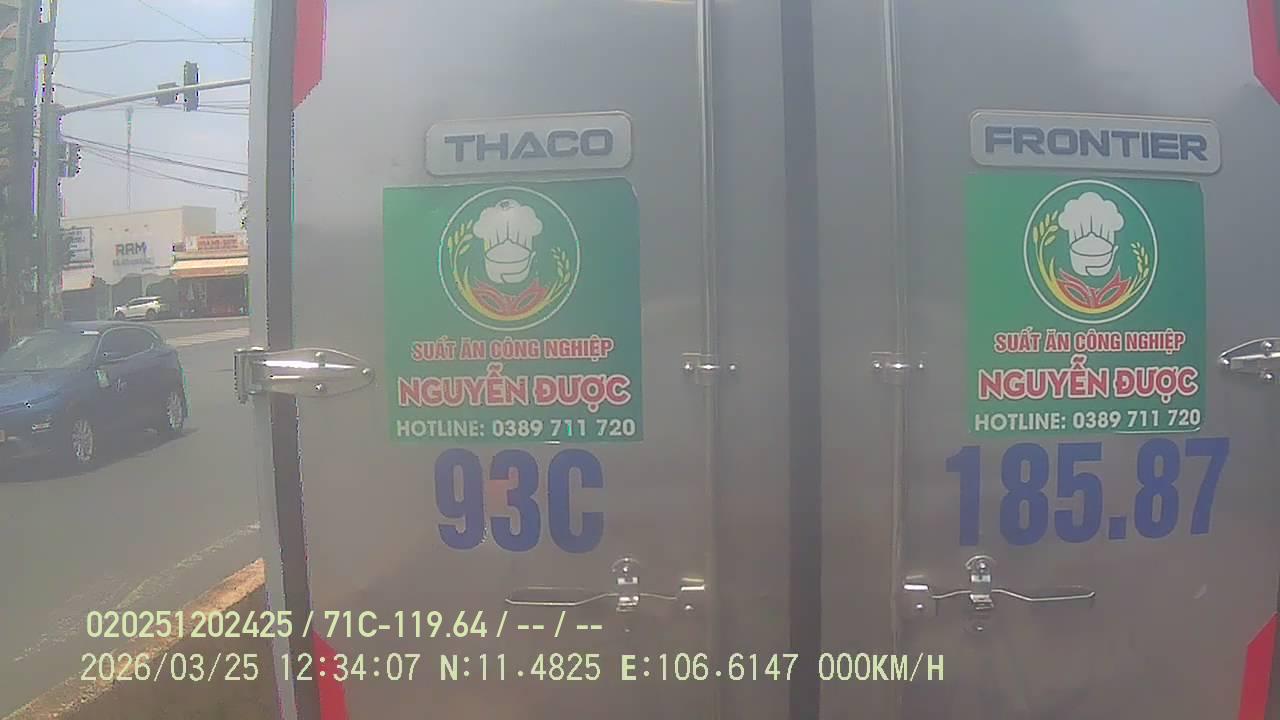 THACO
FRONTIER
SUẤT ĂN CÔNG NGHIỆP
NGUYỄN ĐƯỢC
HOTLINE: 0389 711 720
SUẤT ĂN CÔNG NGHIỆP
NGUYỄN ĐƯỢC
HOTLINE: 0389 711 720
93C
185.87
RAM
020251202425 / 71C-119.64 / -- / --
2026/03/25 12:34:07 N:11.4825 E:106.6147 000KM/H